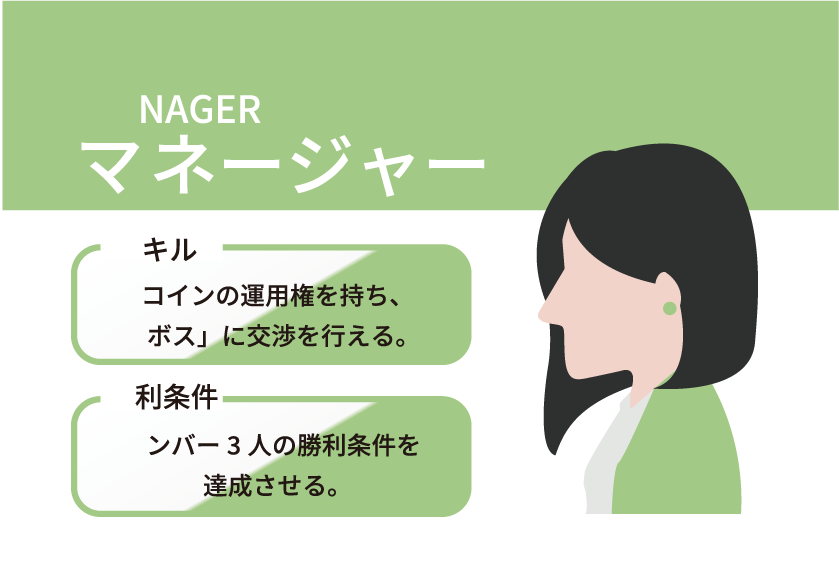 NAGER
マネージャー
キル
コインの運用権を持ち、
ボス」に交渉を行える。
利条件
ンバー3人の勝利条件を
達成させる。